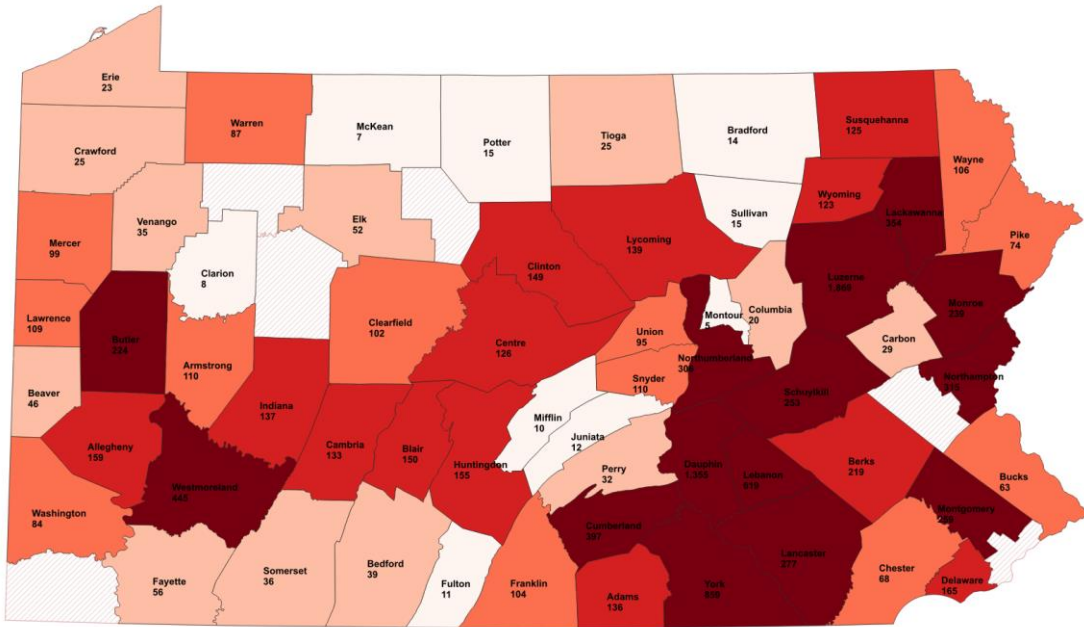 Erie
23
Warren
87
McKean
7
Potter
15
Tioga
25
Bradford
14
Susquehanna
125
Crawford
25
Wayne
106
Wyoming
123
Lackawanna
Venango
35
Elk
52
Sullivan
15
Mercer
99
Lycoming
139
Pike
74
Clarion
8
Clinton
149
Luzerne
Monroe
Lawrence
109
Butler
224
Clearfield
102
Union
95
Montour
5
Columbia
20
Centre
126
Carbon
29
Northumberland
Armstrong
110
Snyder
110
Northampton
Beaver
46
Schuylkill
Indiana
137
Mifflin
10
Juniata
12
Allegheny
159
Cambria
133
Blair
150
Huntingdon
155
Perry
32
Dauphin
Lebanon
Berks
219
Bucks
63
Westmoreland
445
Washington
84
Cumberland
Montgomery
Fayette
56
Somerset
36
Bedford
39
Fulton
11
Franklin
104
Adams
136
York
Lancaster
277
Chester
68
Delaware
165